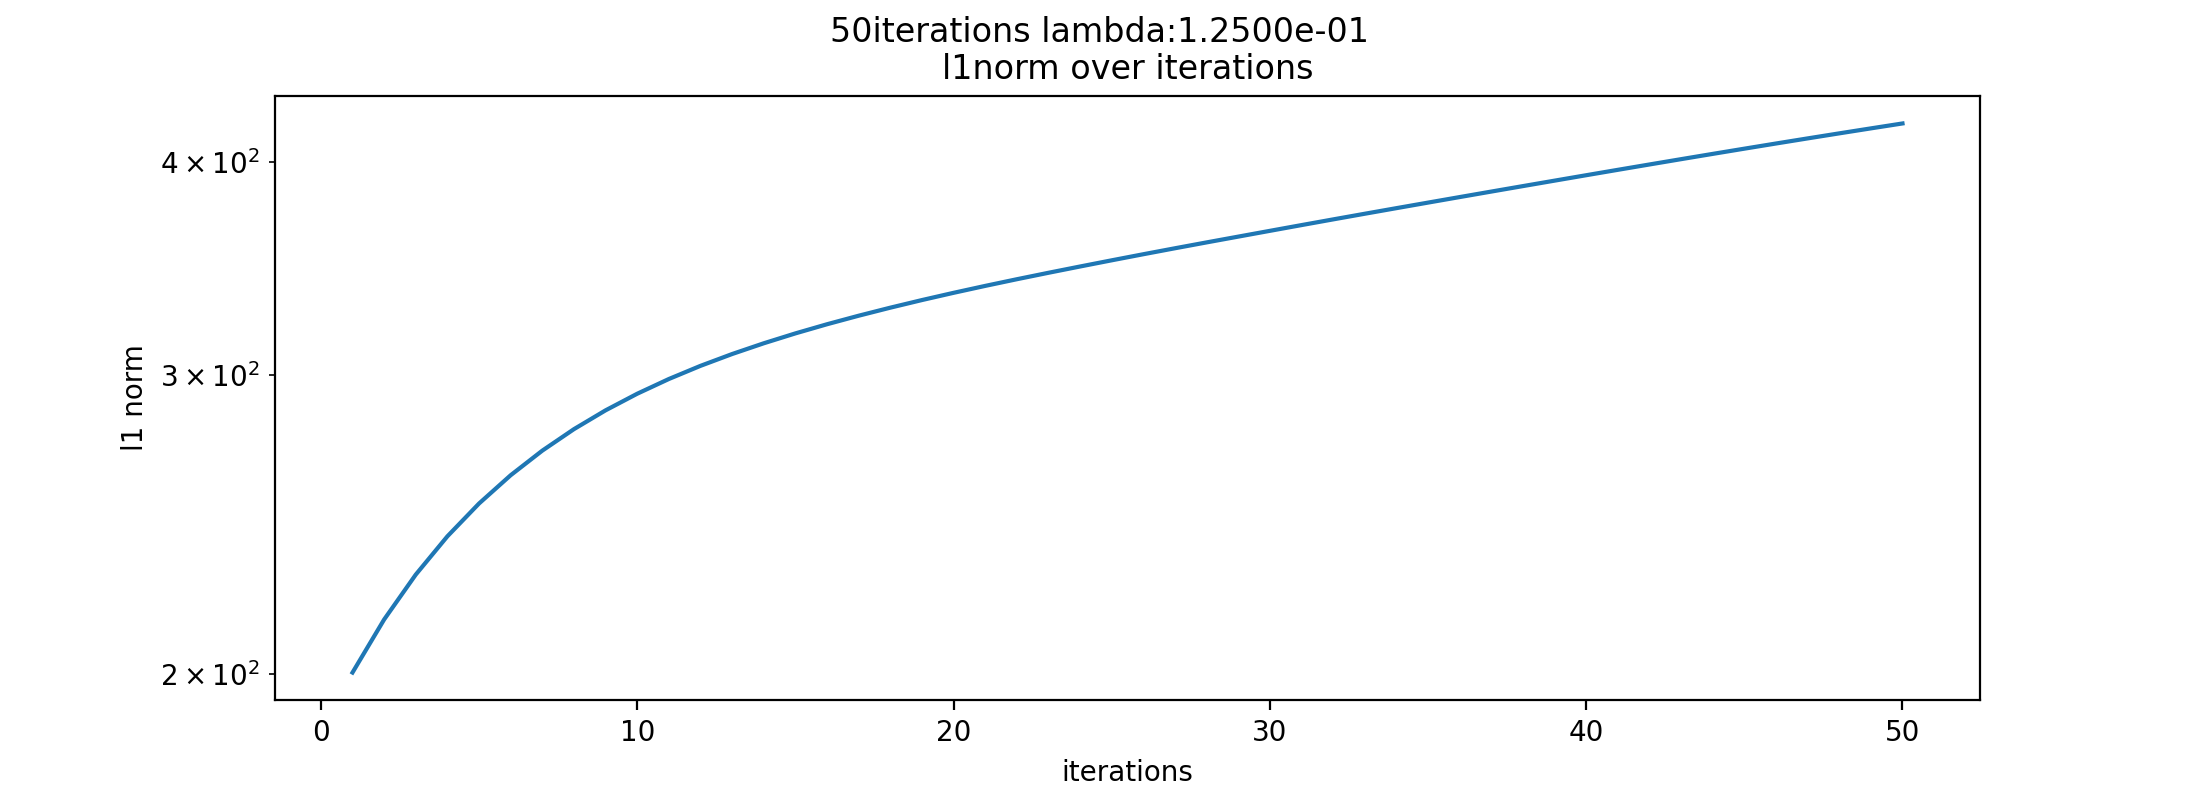 50iterations lambda:1.2500e-01
l1norm over iterations
4 × 10²
3 × 10²
2 × 10²
l1 norm
0 10 20 30 40 50
iterations